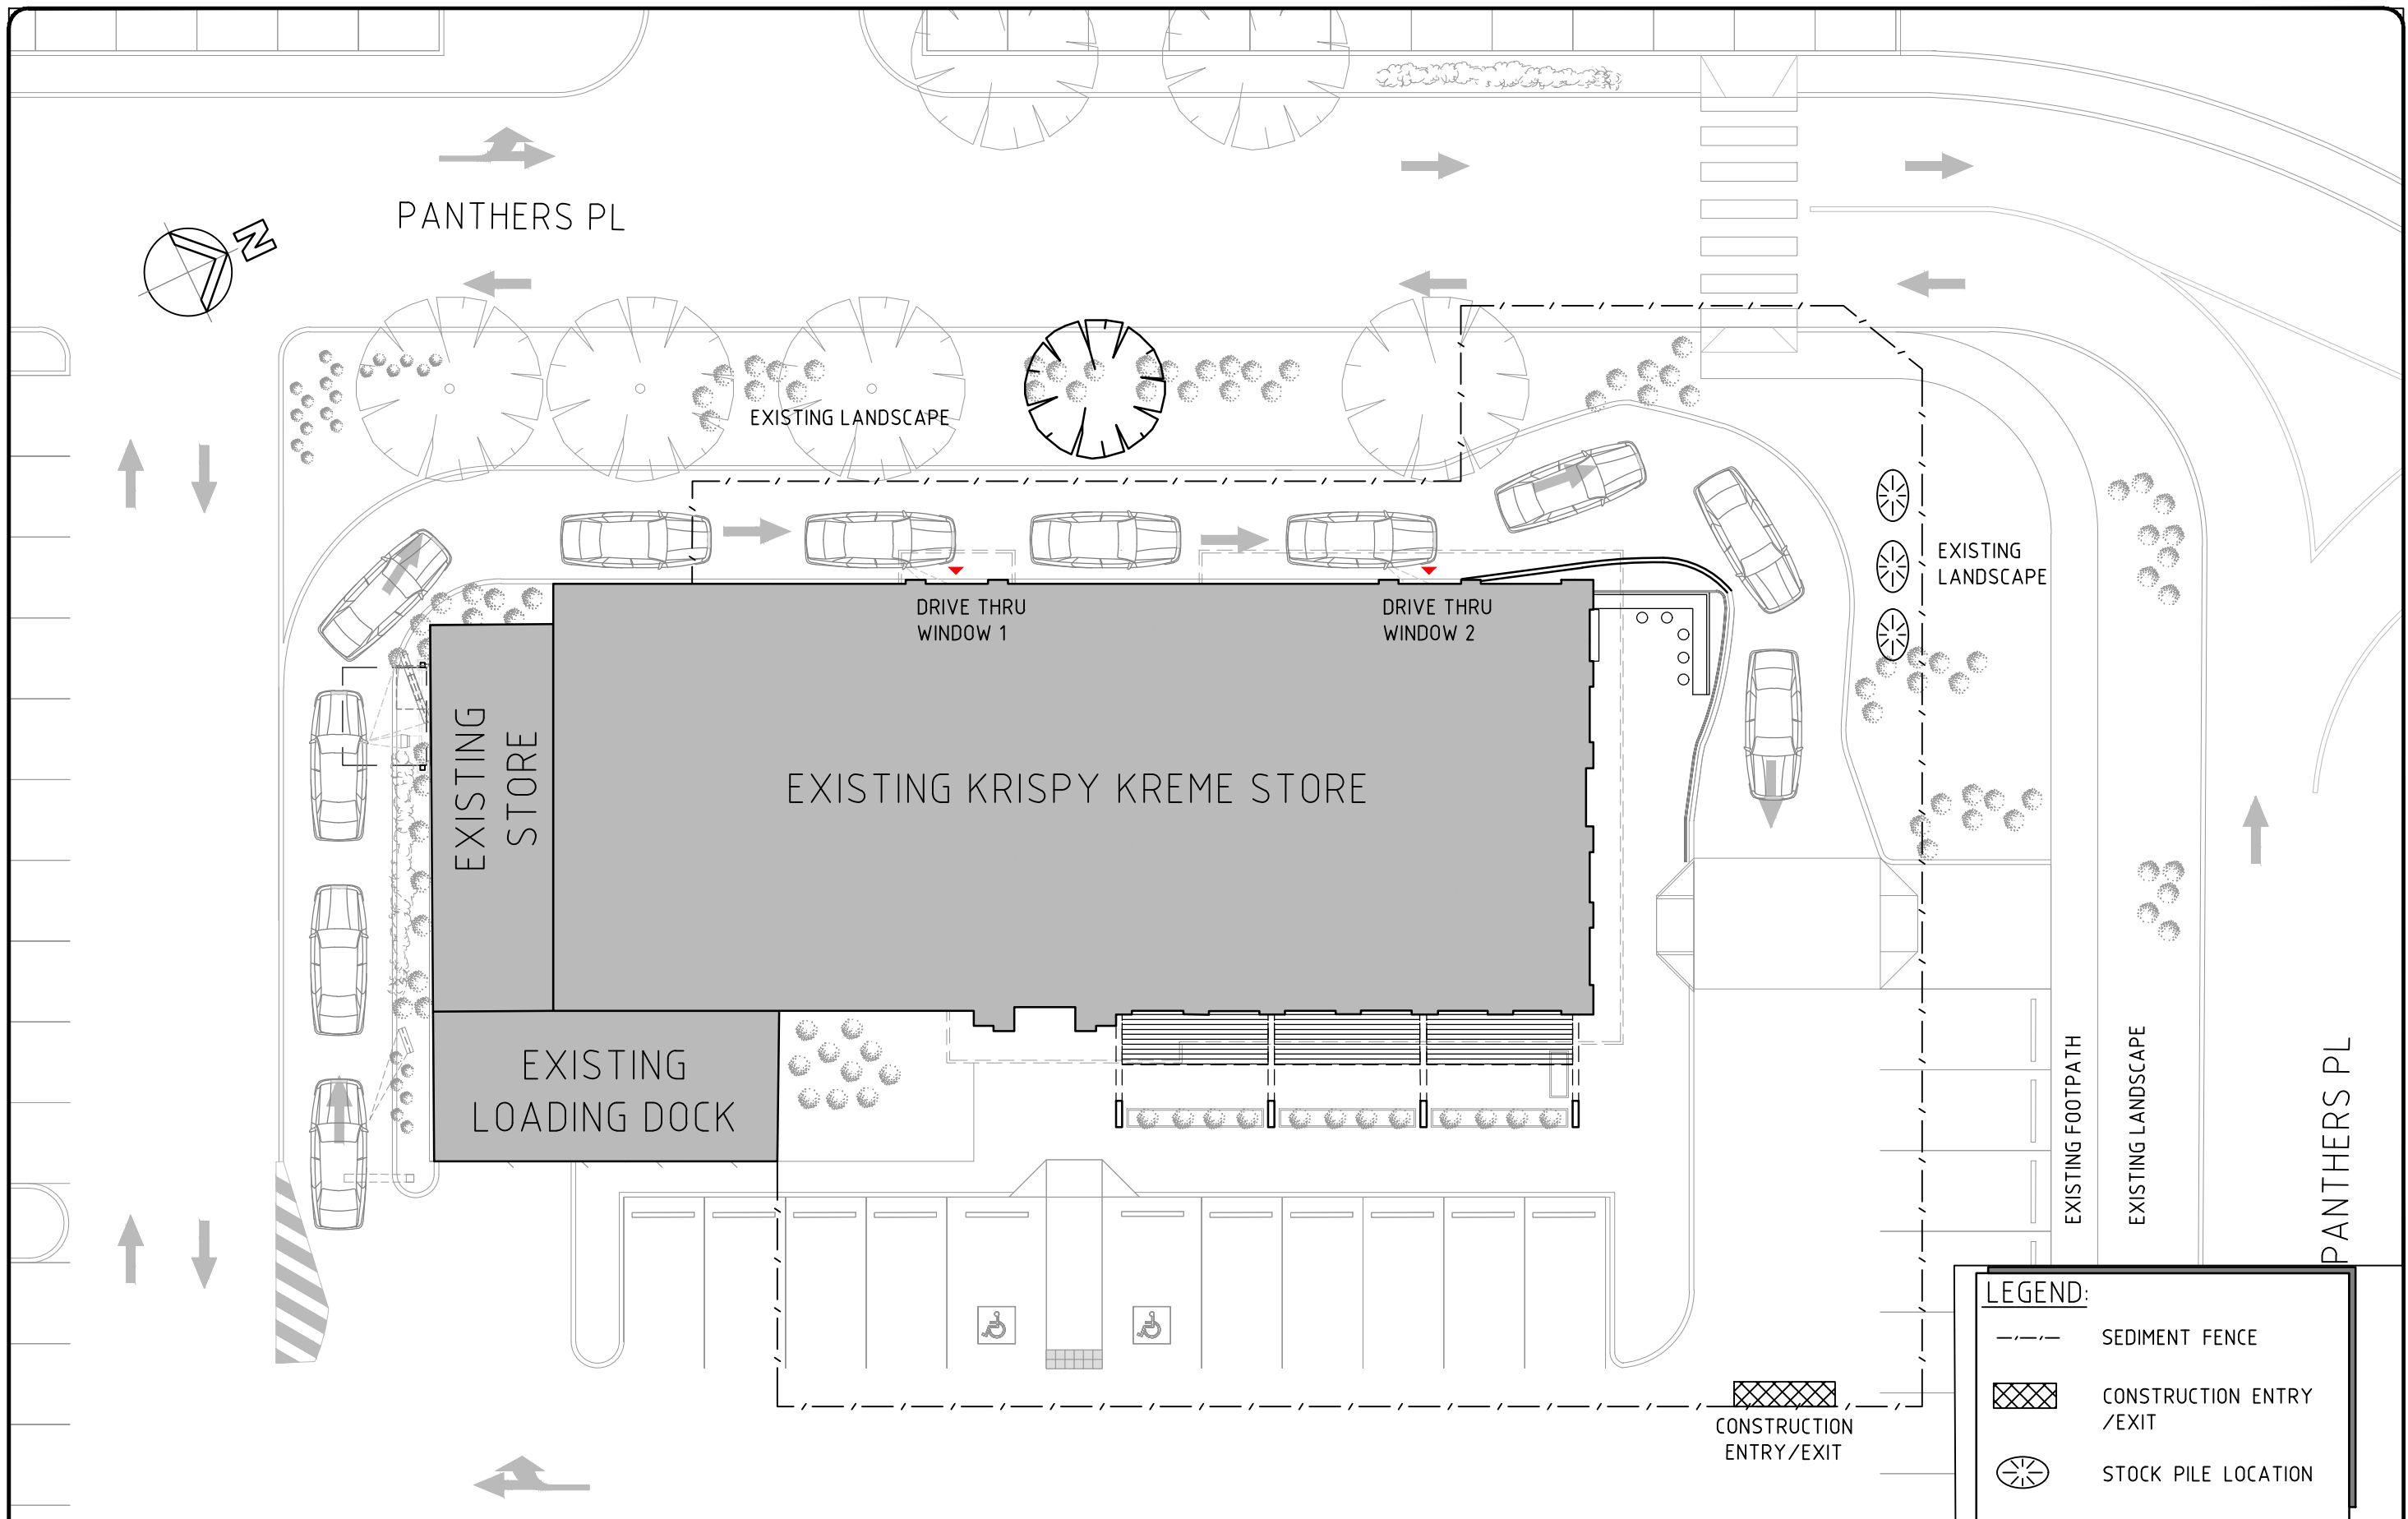 PANTHERS PL
N
EXISTING LANDSCAPE
EXISTING
LANDSCAPE
DRIVE THRU
WINDOW 1
DRIVE THRU
WINDOW 2
EXISTING
STORE
EXISTING KRISPY KREME STORE
EXISTING
LOADING DOCK
EXISTING FOOTPATH
EXISTING LANDSCAPE
PANTHERS PL
CONSTRUCTION
ENTRY/EXIT
LEGEND:
SEDIMENT FENCE
CONSTRUCTION ENTRY
/EXIT
STOCK PILE LOCATION